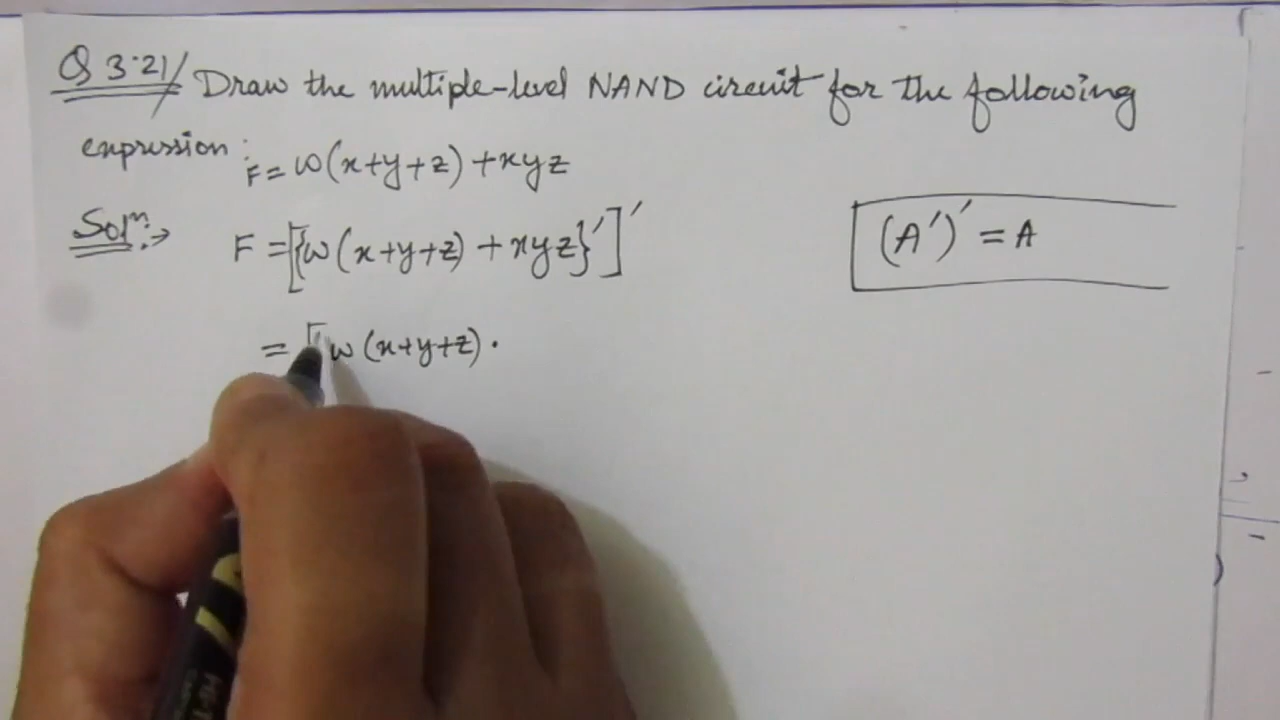 Q 3.21/ Draw the multiple-level NAND circuit for the following
expression: F = w(x+y+z) + xyz
Solⁿ: → F = [{w(x+y+z) + xyz}']'
(A')' = A
= [ w(x+y+z) ·